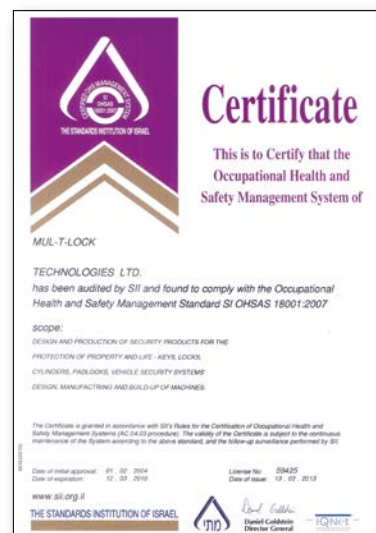 CERTIFIED OHS MANAGEMENT SYSTEM
SI
OHSAS
18001:2007
THE STANDARDS INSTITUTION OF ISRAEL
Certificate
This is to Certify that the
Occupational Health and
Safety Management System of
MUL-T-LOCK
TECHNOLOGIES LTD.
has been audited by SII and found to comply with the Occupational
Health and Safety Management Standard SI OHSAS 18001:2007
scope:
DESIGN AND PRODUCTION OF SECURITY PRODUCTS FOR THE
PROTECTION OF PROPERTY AND LIFE - KEYS, LOCKS,
CYLINDERS, PADLOCKS, VEHICLE SECURITY SYSTEMS
DESIGN, MANUFACTRING AND BUILD-UP OF MACHINES.
The Certificate is granted in accordance with SII's Rules for the Certification of Occupational Health and
Safety Management Systems (AC 04.03 procedure). The validity of the Certificate is subject to the continuous
maintenance of the System according to the above standard, and the follow-up surveillance performed by SII.
Date of initial approval: 01. 02. 2004
License No: 59425
Date of expiration: 12. 03. 2016
Date of issue: 13. 03. 2013
www.sii.org.il
THE STANDARDS INSTITUTION OF ISRAEL
מתי
Daniel Goldstein
Director General
IQNet